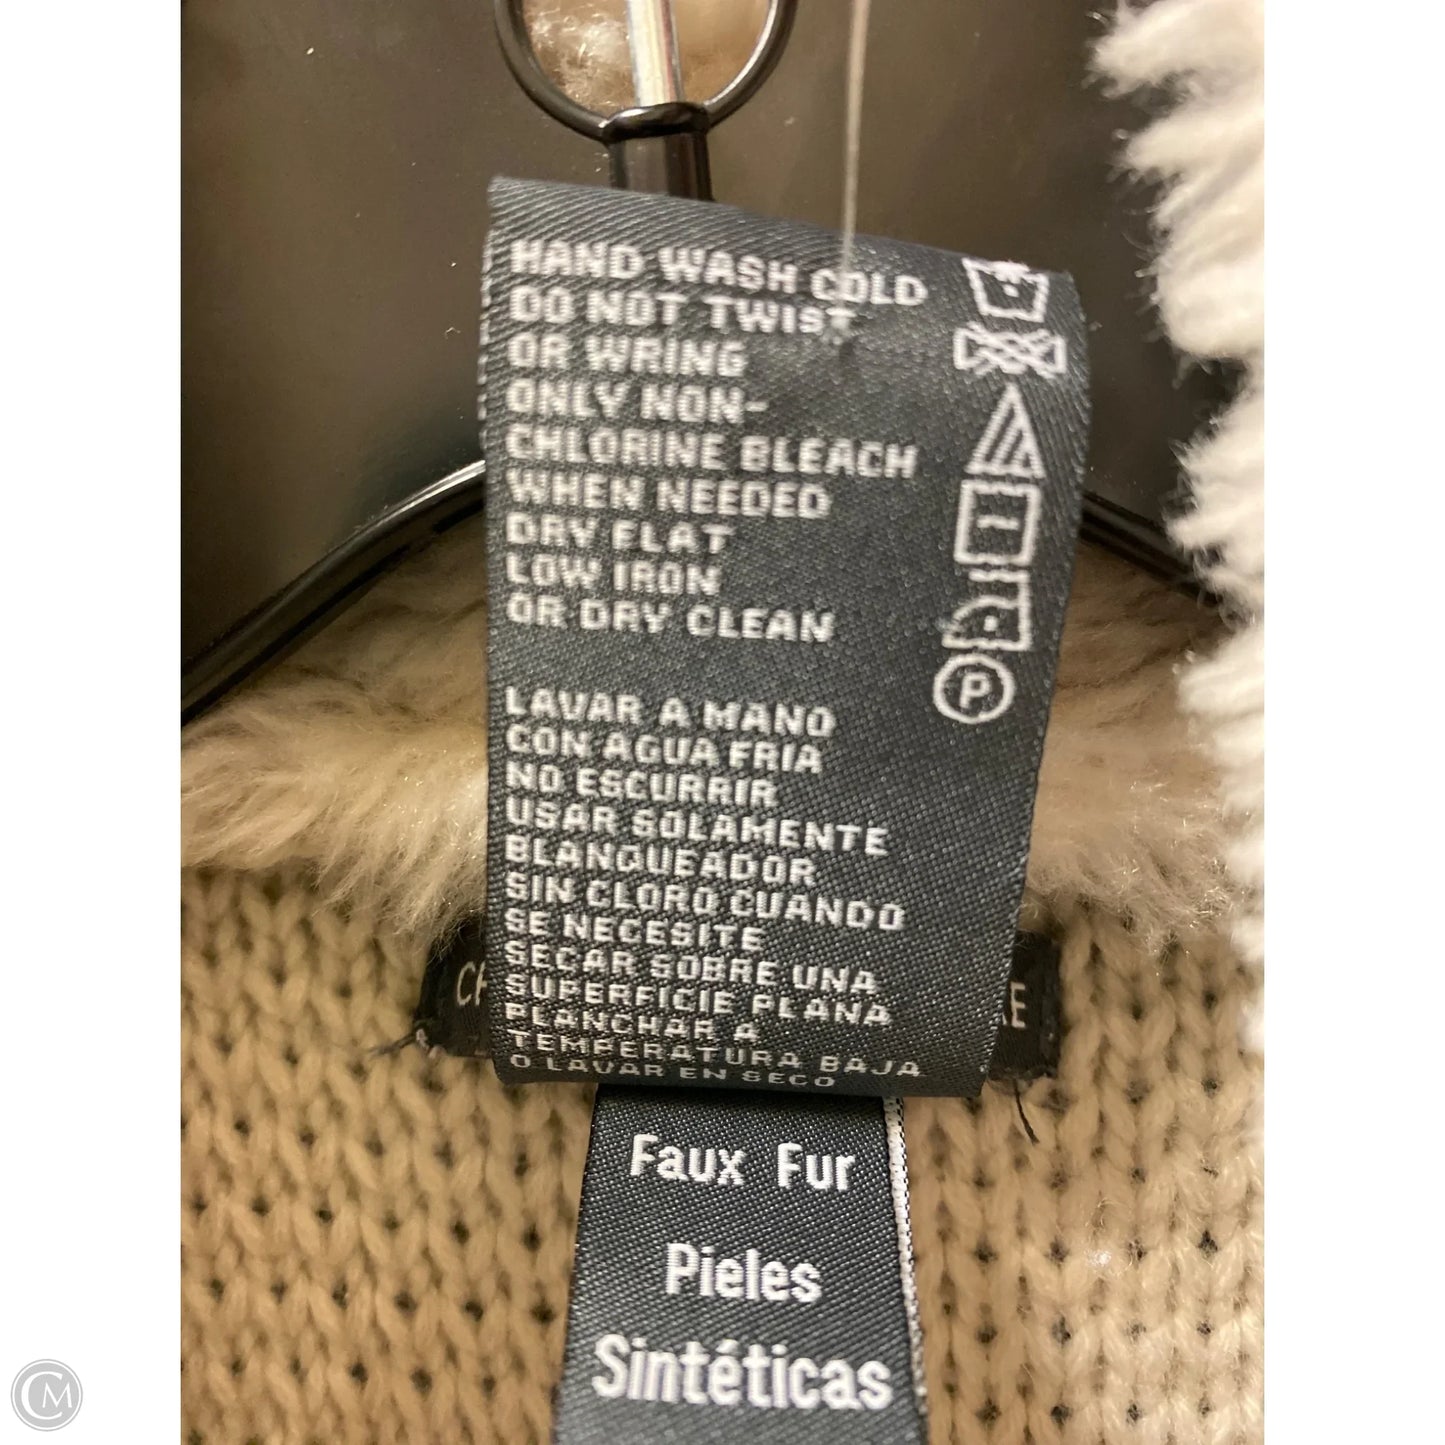 HAND WASH COLD
DO NOT TWIST
OR WRING
ONLY NON-
CHLORINE BLEACH
WHEN NEEDED
DRY FLAT
LOW IRON
OR DRY CLEAN
P
LAVAR A MANO
CON AGUA FRIA
NO ESCURRIR
USAR SOLAMENTE
BLANQUEADOR
SIN CLORO CUANDO
SE NECESITE
SECAR SOBRE UNA
SUPERFICIE PLANA
PLANCHAR A
TEMPERATURA BAJA
O LAVAR EN SECO
Faux Fur
Pieles
Sintéticas
CM